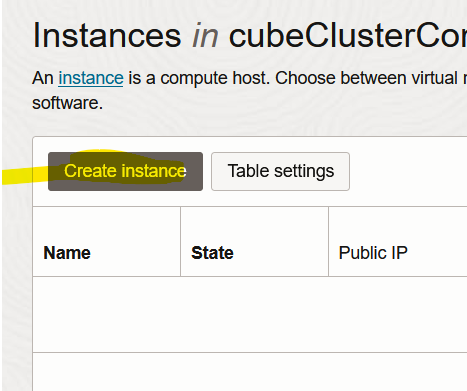 Instances in cubeClusterCo
An instance is a compute host. Choose between virtual
software.
Create instance
Table settings
Name
State
Public IP